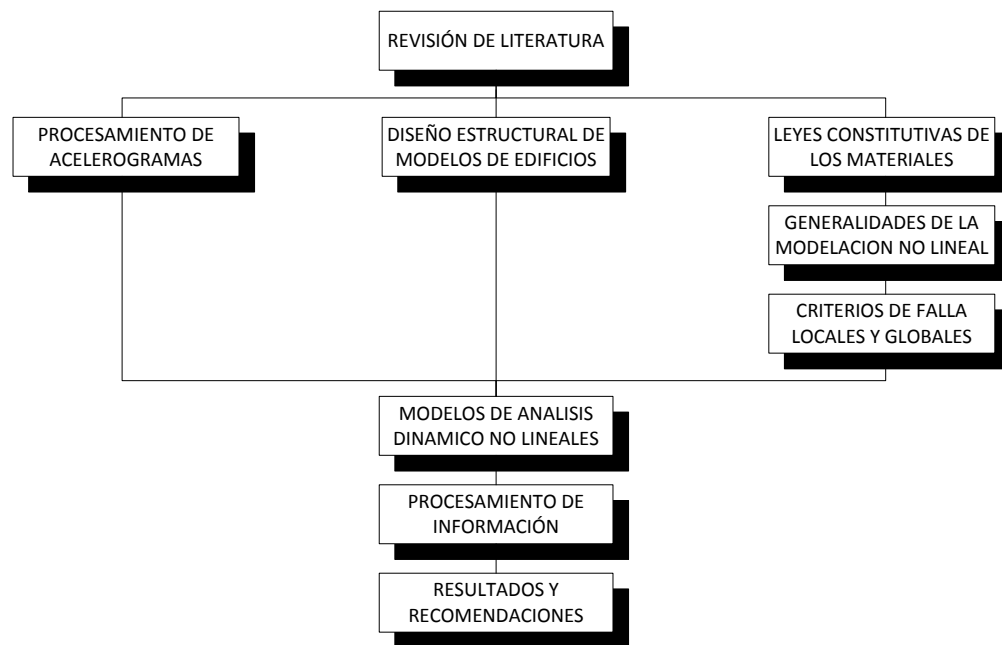 REVISIÓN DE LITERATURA
PROCESAMIENTO DE
ACELEROGRAMAS
DISEÑO ESTRUCTURAL DE
MODELOS DE EDIFICIOS
LEYES CONSTITUTIVAS DE
LOS MATERIALES
GENERALIDADES DE LA
MODELACION NO LINEAL
CRITERIOS DE FALLA
LOCALES Y GLOBALES
MODELOS DE ANALISIS
DINAMICO NO LINEALES
PROCESAMIENTO DE
INFORMACIÓN
RESULTADOS Y
RECOMENDACIONES